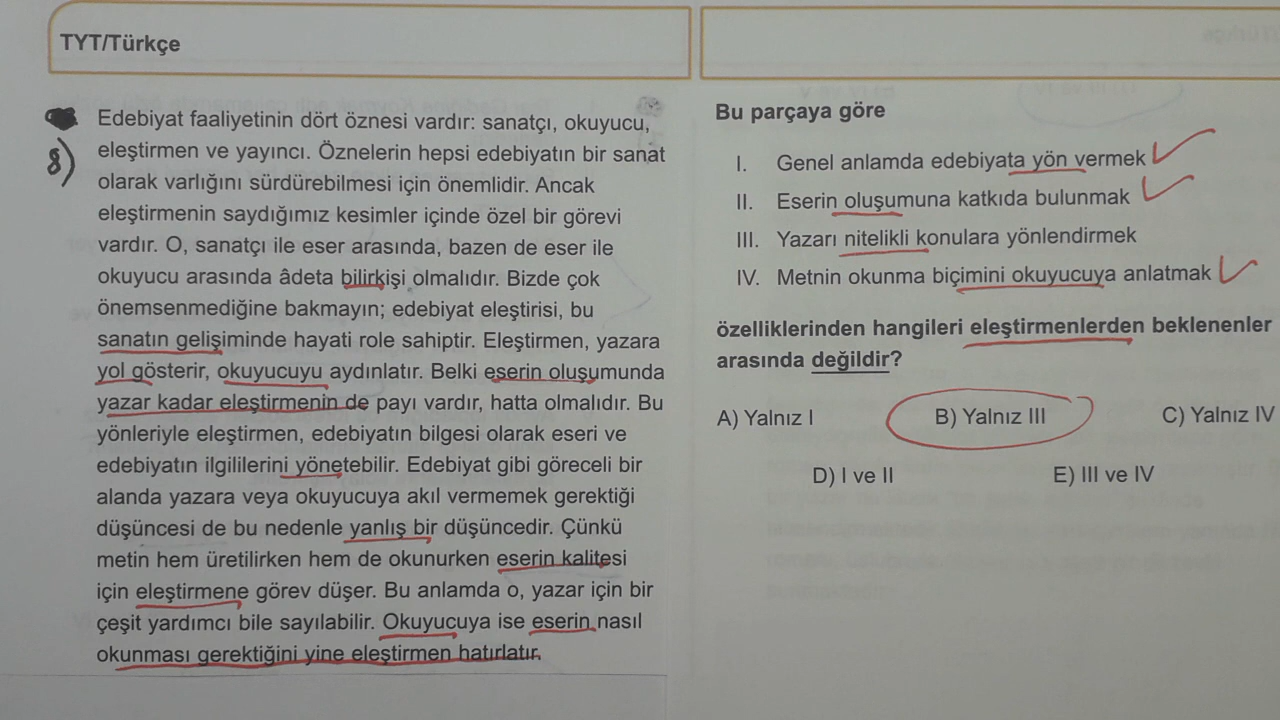 TYT/Türkçe
8)
Edebiyat faaliyetinin dört öznesi vardır: sanatçı, okuyucu,
eleştirmen ve yayıncı. Öznelerin hepsi edebiyatın bir sanat
olarak varlığını sürdürebilmesi için önemlidir. Ancak
eleştirmenin saydığımız kesimler içinde özel bir görevi
vardır. O, sanatçı ile eser arasında, bazen de eser ile
okuyucu arasında âdeta bilirkişi olmalıdır. Bizde çok
önemsenmediğine bakmayın; edebiyat eleştirisi, bu
sanatın gelişiminde hayati role sahiptir. Eleştirmen, yazara
yol gösterir, okuyucuyu aydınlatır. Belki eserin oluşumunda
yazar kadar eleştirmenin de payı vardır, hatta olmalıdır. Bu
yönleriyle eleştirmen, edebiyatın bilgesi olarak eseri ve
edebiyatın ilgililerini yönetebilir. Edebiyat gibi göreceli bir
alanda yazara veya okuyucuya akıl vermemek gerektiği
düşüncesi de bu nedenle yanlış bir düşüncedir. Çünkü
metin hem üretilirken hem de okunurken eserin kalitesi
için eleştirmene görev düşer. Bu anlamda o, yazar için bir
çeşit yardımcı bile sayılabilir. Okuyucuya ise eserin nasıl
okunması gerektiğini yine eleştirmen hatırlatır.
Bu parçaya göre
I. Genel anlamda edebiyata yön vermek
II. Eserin oluşumuna katkıda bulunmak
III. Yazarı nitelikli konulara yönlendirmek
IV. Metnin okunma biçimini okuyucuya anlatmak
özelliklerinden hangileri eleştirmenlerden beklenenler
arasında değildir?
A) Yalnız I B) Yalnız III C) Yalnız IV
D) I ve II E) III ve IV